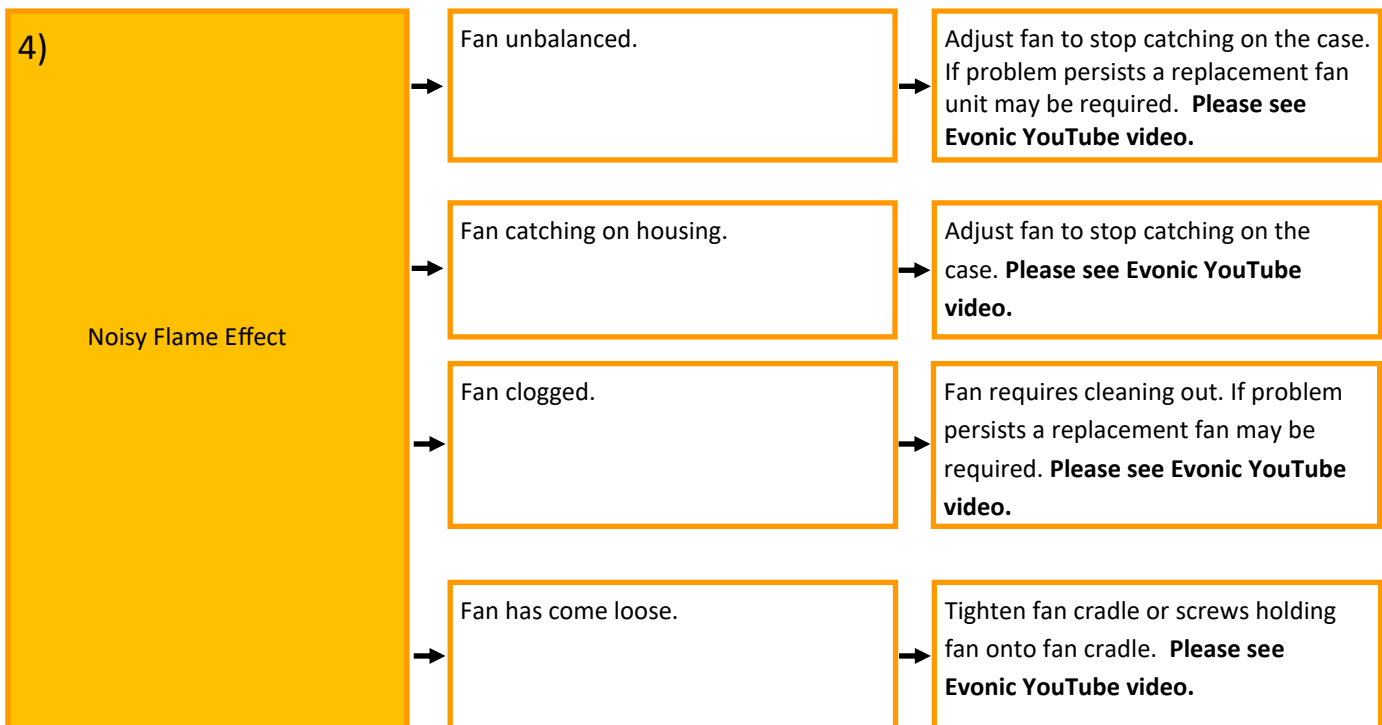 4)
Noisy Flame Effect
Fan unbalanced.
Adjust fan to stop catching on the case.
If problem persists a replacement fan
unit may be required.  Please see
Evonic YouTube video.
Fan catching on housing.
Adjust fan to stop catching on the
case. Please see Evonic YouTube
video.
Fan clogged.
Fan requires cleaning out. If problem
persists a replacement fan may be
required. Please see Evonic YouTube
video.
Fan has come loose.
Tighten fan cradle or screws holding
fan onto fan cradle.  Please see
Evonic YouTube video.